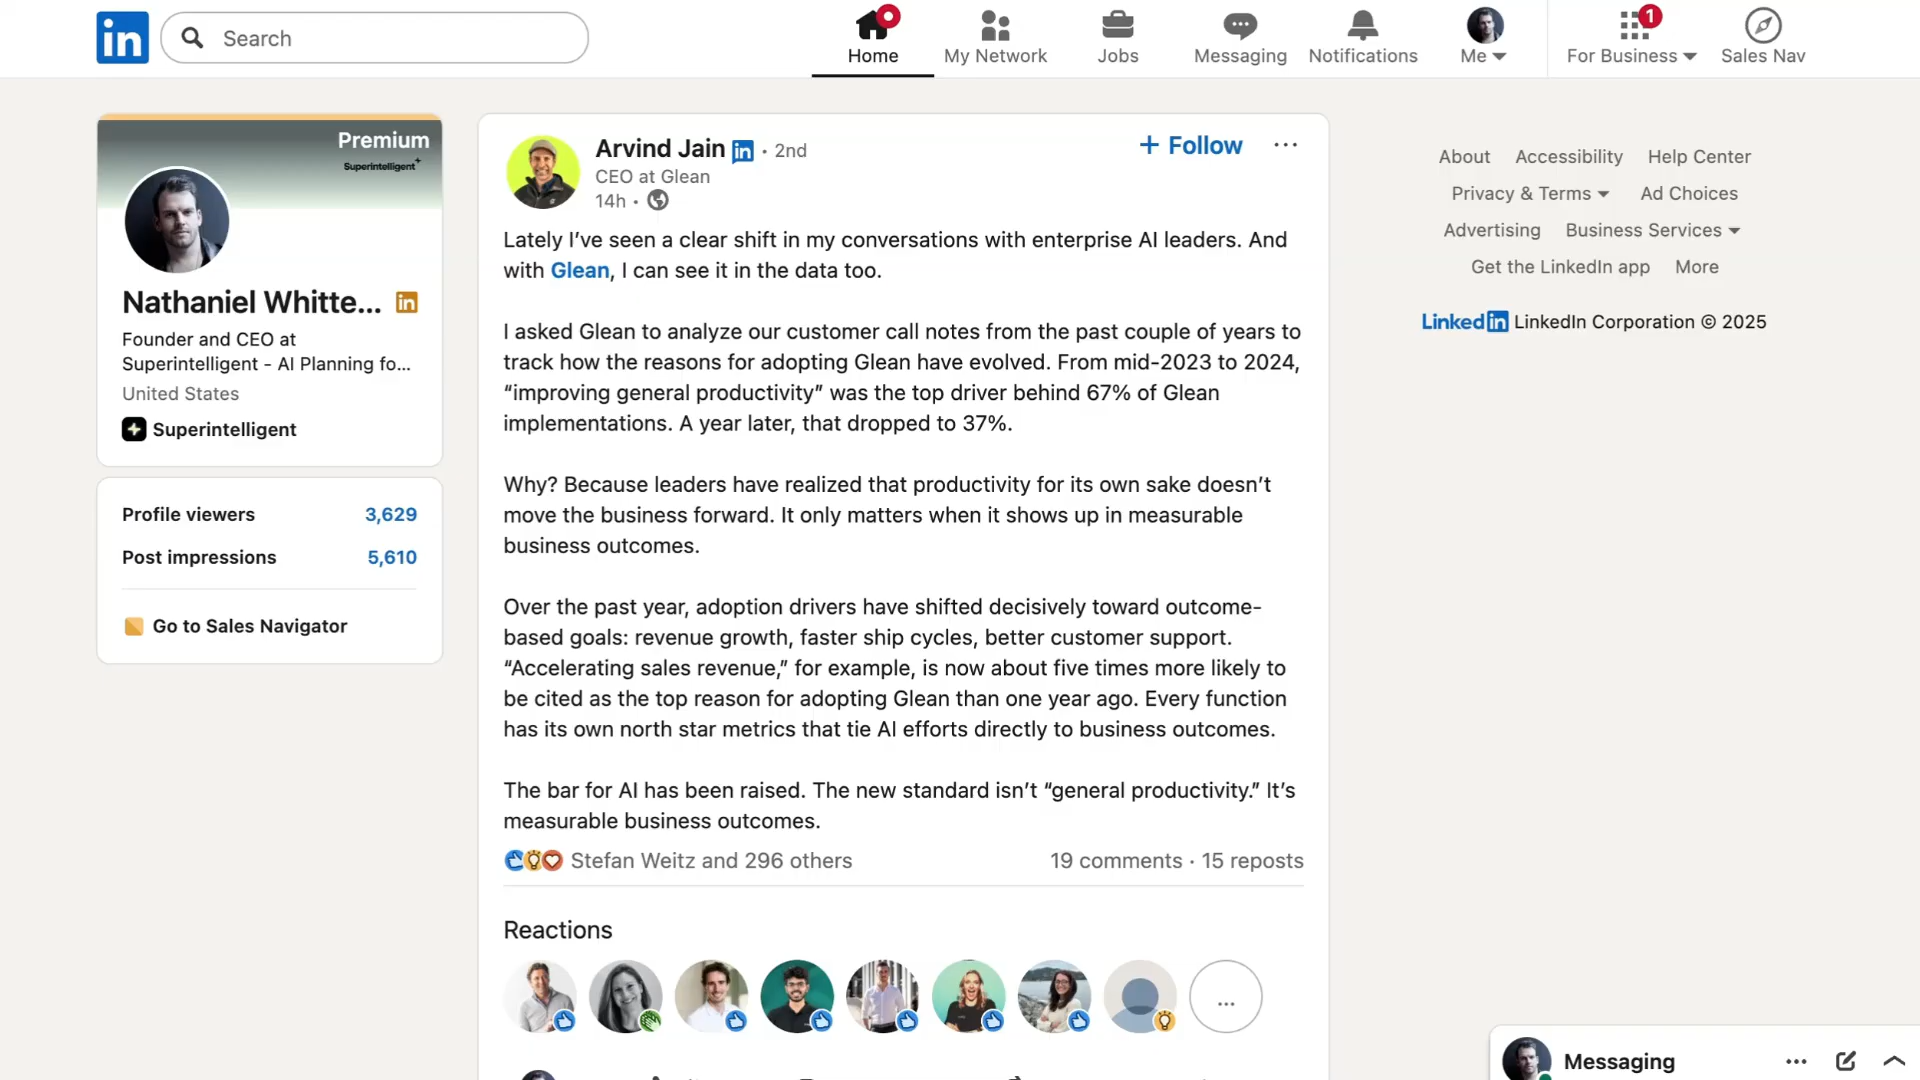 in
Search
Home
My Network
Jobs
Messaging
Notifications
Me
1
For Business
Sales Nav
Premium
Superintelligent+
Nathaniel Whitte... in
Founder and CEO at
Superintelligent - AI Planning fo...
United States
Superintelligent
Profile viewers 3,629
Post impressions 5,610
Go to Sales Navigator
Arvind Jain in · 2nd
CEO at Glean
14h ·
+ Follow ...
Lately I’ve seen a clear shift in my conversations with enterprise AI leaders. And
with Glean, I can see it in the data too.
I asked Glean to analyze our customer call notes from the past couple of years to
track how the reasons for adopting Glean have evolved. From mid-2023 to 2024,
“improving general productivity” was the top driver behind 67% of Glean
implementations. A year later, that dropped to 37%.
Why? Because leaders have realized that productivity for its own sake doesn’t
move the business forward. It only matters when it shows up in measurable
business outcomes.
Over the past year, adoption drivers have shifted decisively toward outcome-
based goals: revenue growth, faster ship cycles, better customer support.
“Accelerating sales revenue,” for example, is now about five times more likely to
be cited as the top reason for adopting Glean than one year ago. Every function
has its own north star metrics that tie AI efforts directly to business outcomes.
The bar for AI has been raised. The new standard isn’t “general productivity.” It’s
measurable business outcomes.
Stefan Weitz and 296 others 19 comments · 15 reposts
Reactions
...
About Accessibility Help Center
Privacy & Terms Ad Choices
Advertising Business Services
Get the LinkedIn app More
Linkedin LinkedIn Corporation © 2025
Messaging ...